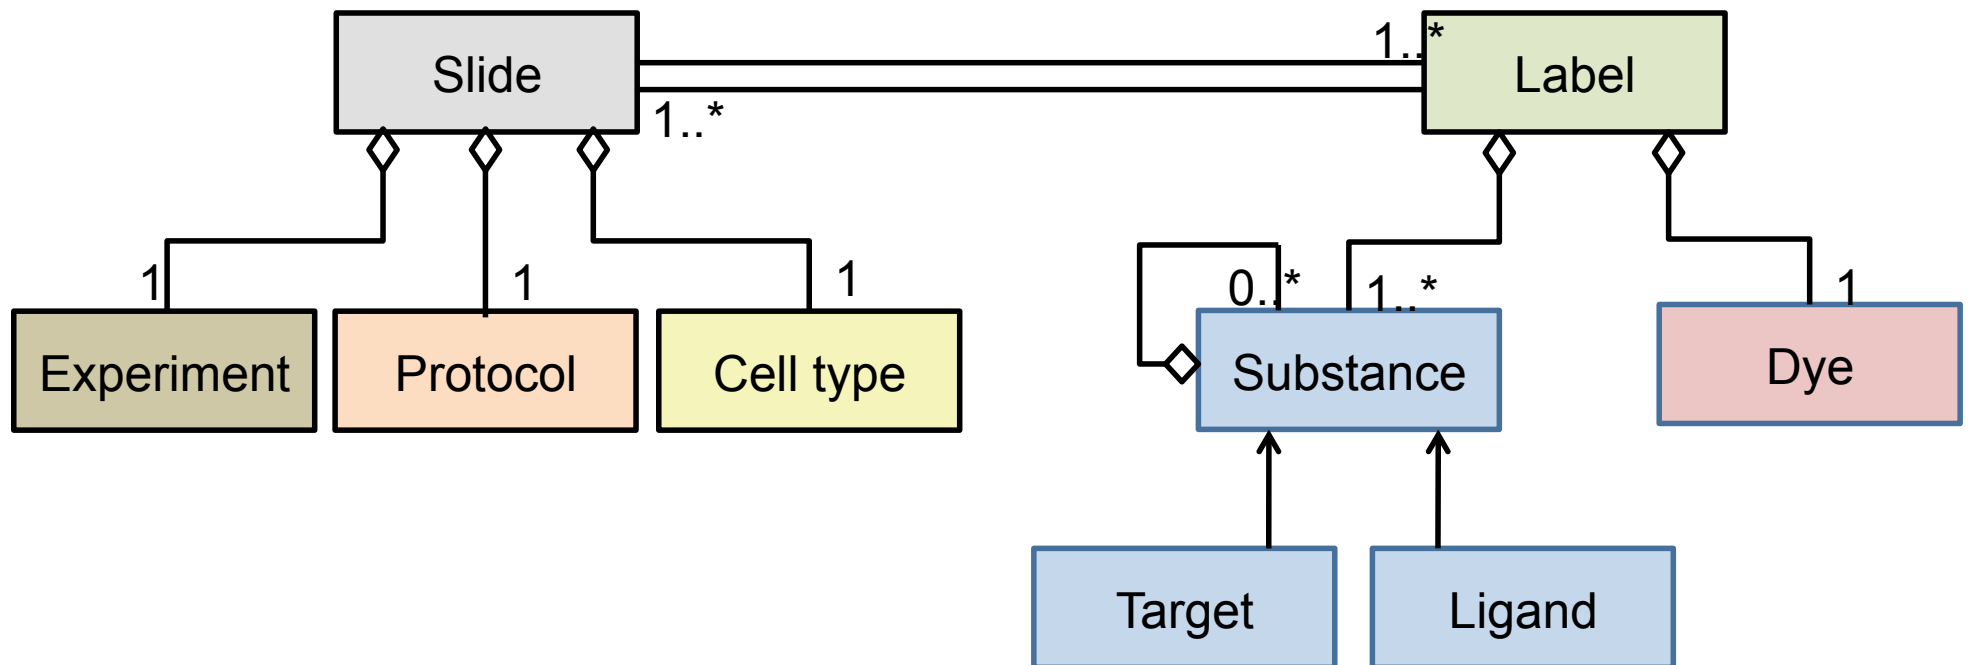 Slide
1..*
Label
1..*
1
1
1
0..*
1..*
1
Experiment
Protocol
Cell type
Substance
Dye
Target
Ligand